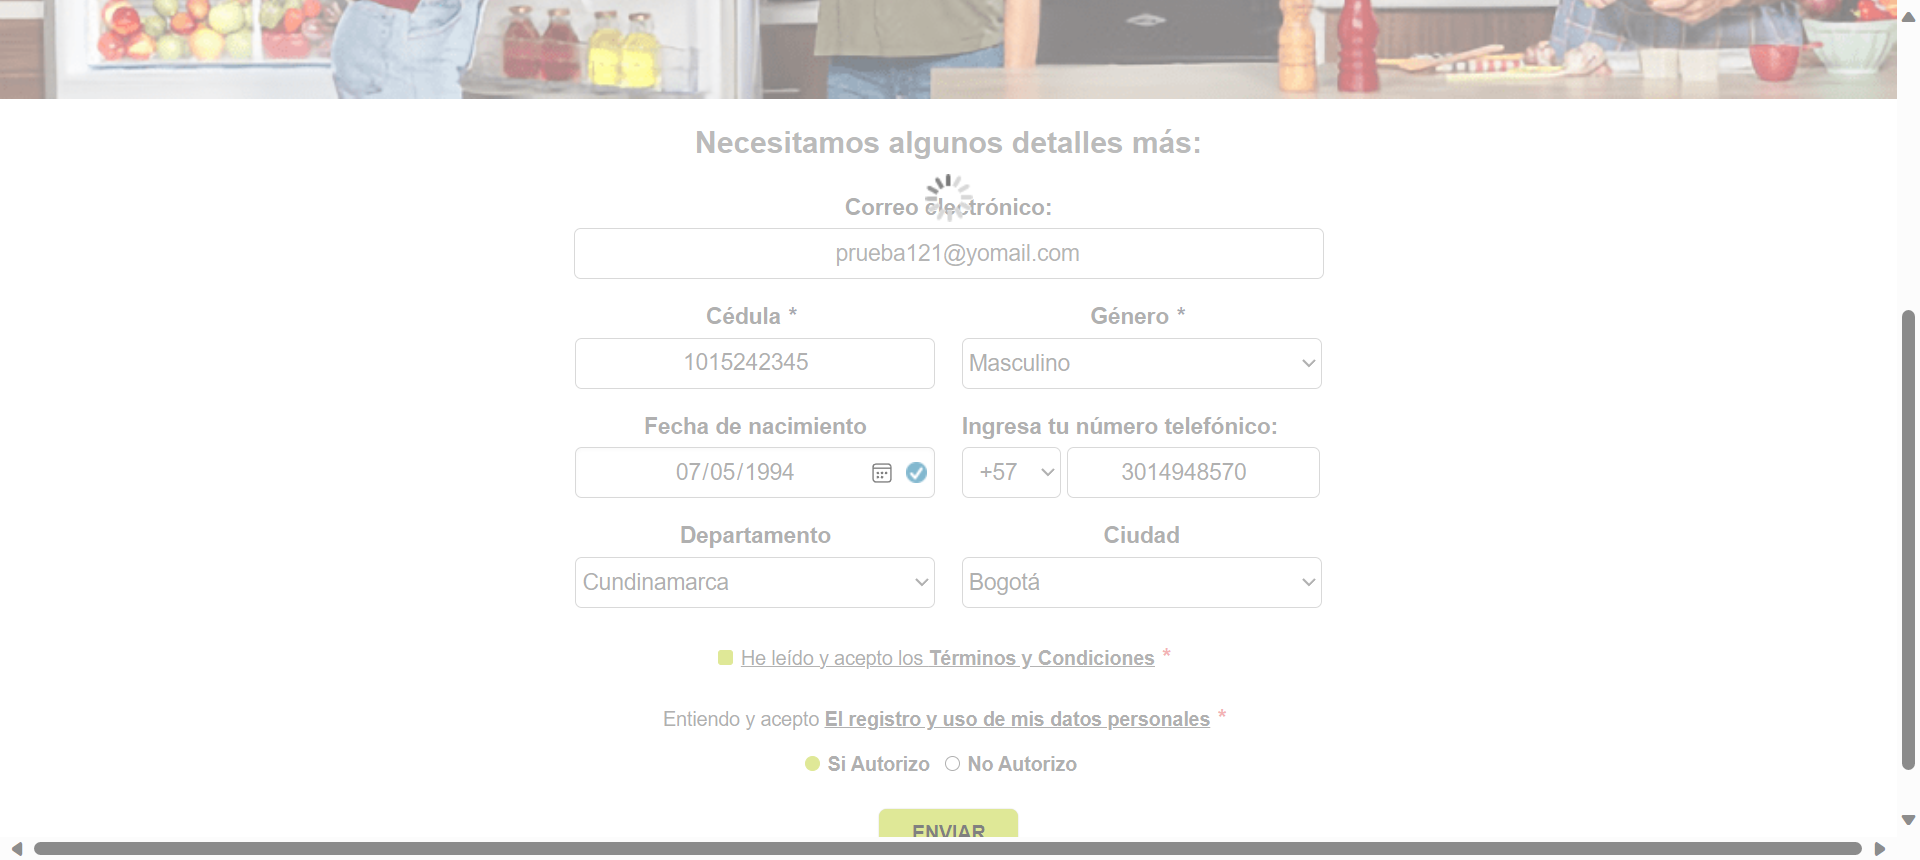 Necesitamos algunos detalles más:
Correo electrónico:
prueba121@yomail.com
Cédula * Género *
1015242345 Masculino
Fecha de nacimiento Ingresa tu número telefónico:
07/05/1994 +57 3014948570
Departamento Ciudad
Cundinamarca Bogotá
He leído y acepto los Términos y Condiciones *
Entiendo y acepto El registro y uso de mis datos personales *
Si Autorizo No Autorizo
ENVIAR